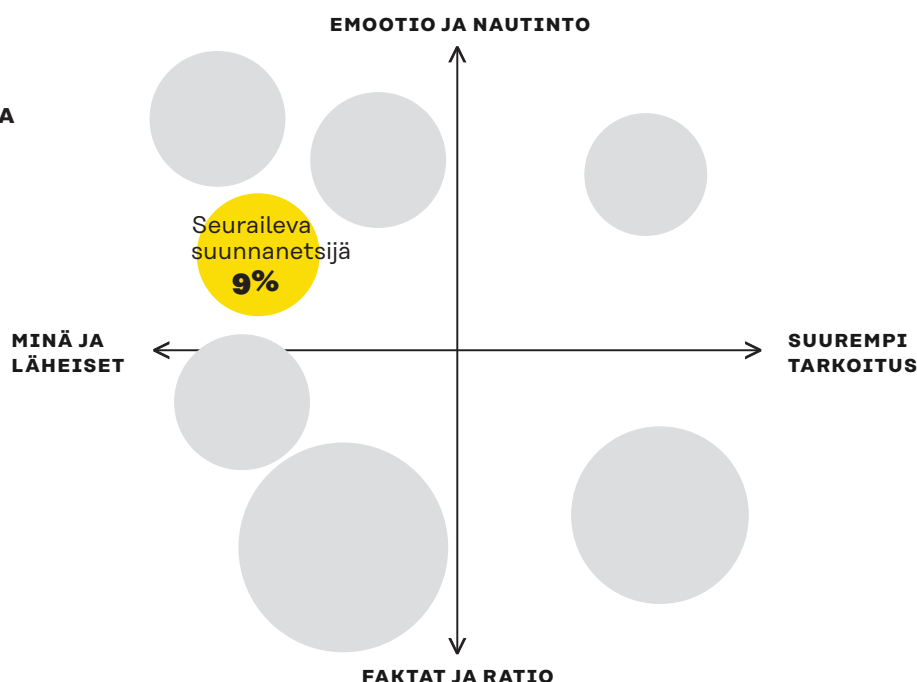 EMOOTIO JA NAUTINTO
A
Seuraileva
suunnanetsijä
9%
MINÄ JA
LÄHEISET
SUUREMPI
TARKOITUS
FAKTAT JA RATIO